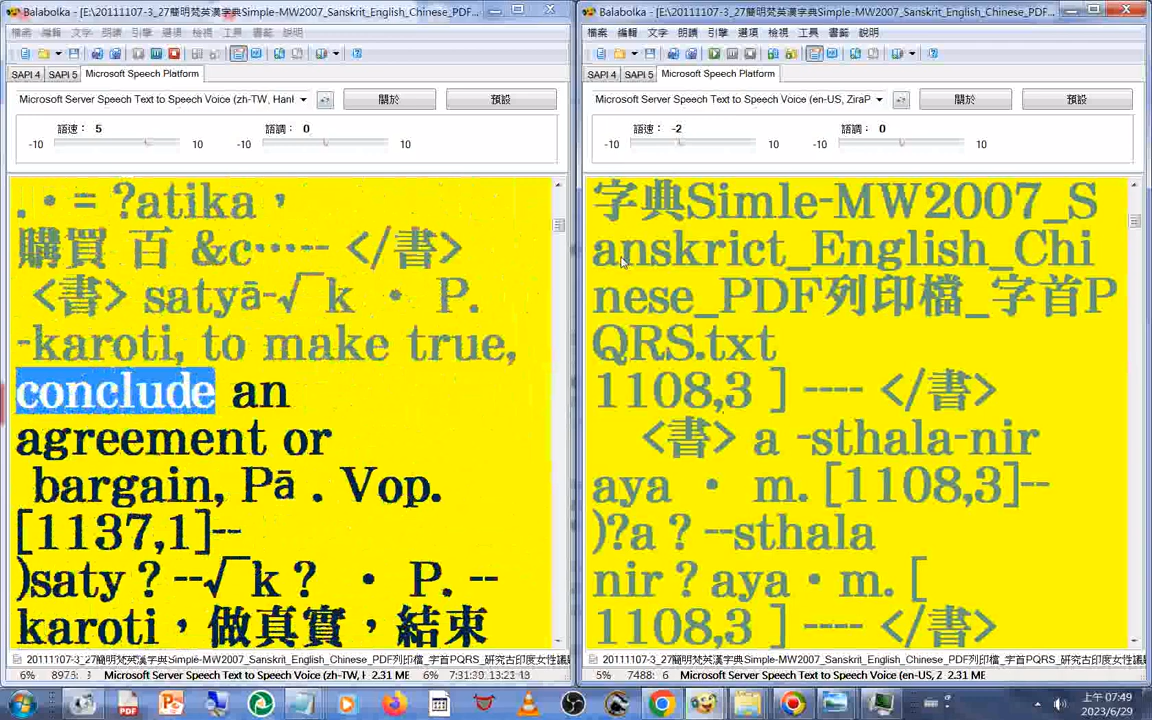 Balabolka - [E:\20111107-3_27簡明梵英漢字典Simple-MW2007_Sanskrit_English_Chinese_PDF...
檔案 編輯 文字 朗讀 引擎 選項 檢視 工具 書籤 說明
SAPI 4 SAPI 5 Microsoft Speech Platform
Microsoft Server Speech Text to Speech Voice (zh-TW, Hanl
關於 預設
語速： 5 語調： 0
-10 10 -10 10
. • = ?atika，
購買 百 &c…-- </書>
<書> satyā-√k • P.
-karoti, to make true,
conclude an
agreement or
bargain, Pā . Vop.
[1137,1]--
)saty ? --√k ? • P. --
karoti，做真實，結束
20111107-3_27簡明梵英漢字典Simple-MW2007_Sanskrit_English_Chinese_PDF列印檔_字首PQRS_研究古印度女性議
6% 8973: Microsoft Server Speech Text to Speech Voice (zh-TW, H 2.31 ME 7:31:39
Balabolka - [E:\20111107-3_27簡明梵英漢字典Simple-MW2007_Sanskrit_English_Chinese_PDF...
檔案 編輯 文字 朗讀 引擎 選項 檢視 工具 書籤 說明
SAPI 4 SAPI 5 Microsoft Speech Platform
Microsoft Server Speech Text to Speech Voice (en-US, ZiraP
關於 預設
語速： -2 語調： 0
-10 10 -10 10
字典Simle-MW2007_S
anskrict_English_Chi
nese_PDF列印檔_字首P
QRS.txt
1108,3 ] ---- </書>
<書> a -sthala-nir
aya • m. [1108,3]--
)?a ? --sthala
nir ? aya • m. [
1108,3 ] ---- </書>
20111107-3_27簡明梵英漢字典Simple-MW2007_Sanskrit_English_Chinese_PDF列印檔_字首PQRS_研究古印度女性議
5% 7488: Microsoft Server Speech Text to Speech Voice (en-US, Z 2.31 ME
上午 07:49
2023/6/29